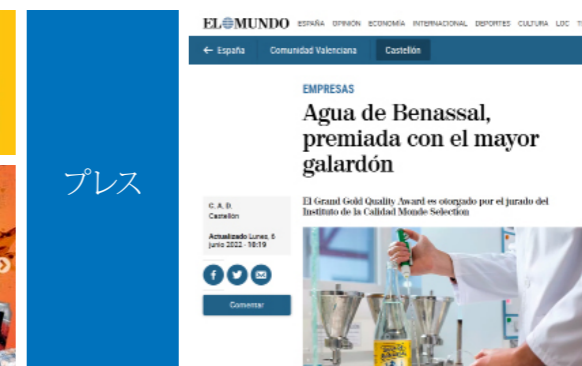 プレス
EL MUNDO ESPAÑA OPINIÓN ECONOMÍA INTERNACIONAL DEPORTES CULTURA LOC
← España Comunidad Valenciana Castellón
EMPRESAS
Agua de Benassal,
premiada con el mayor
galardón
El Grand Gold Quality Award es otorgado por el jurado del
Instituto de la Calidad Monde Selection
C. A. D.
Castellón
Actualizado Lunes, 6
junio 2022 - 18:19
Comentar